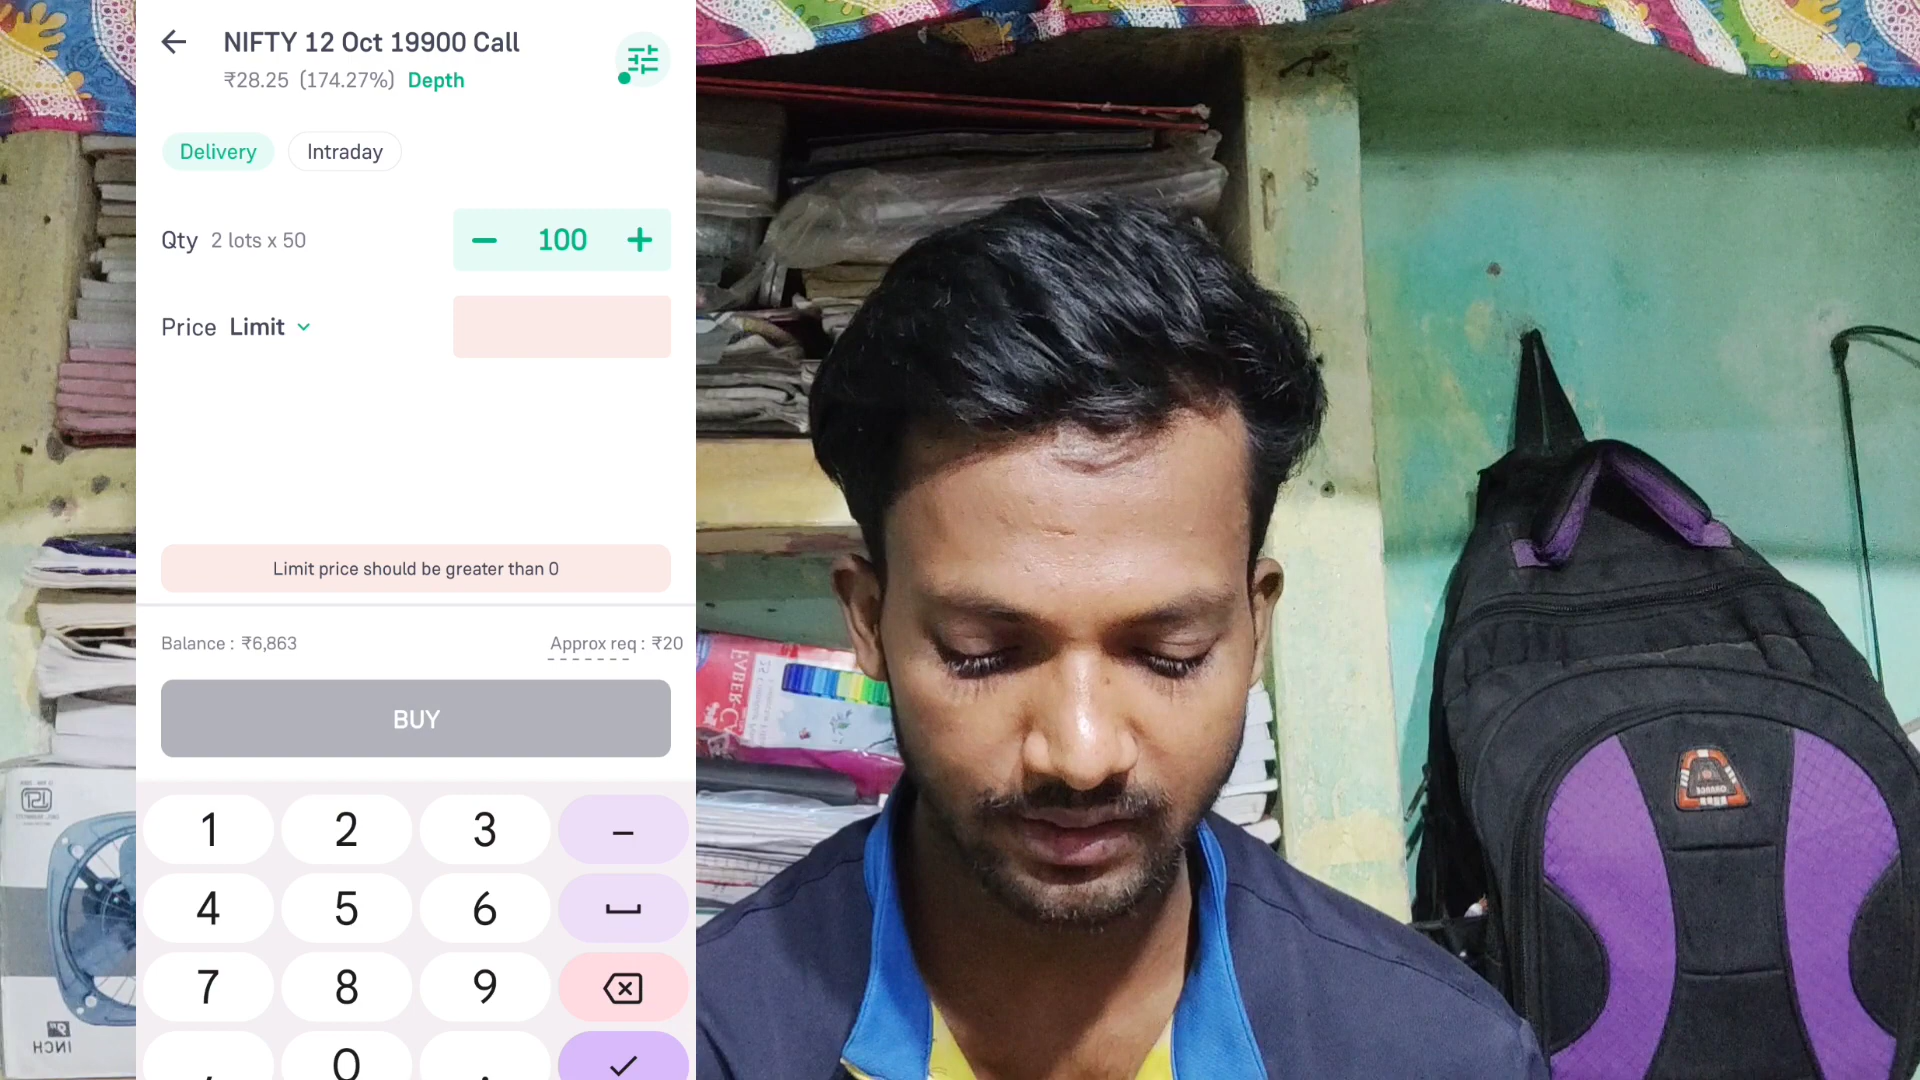 NIFTY 12 Oct 19900 Call
₹28.25 (174.27%) Depth
Delivery Intraday
Qty 2 lots x 50 − 100 +
Price Limit
Limit price should be greater than 0
Balance : ₹6,863 Approx req : ₹20
BUY
1 2 3 –
4 5 6
7 8 9
, 0 .
FABER-C
INCH